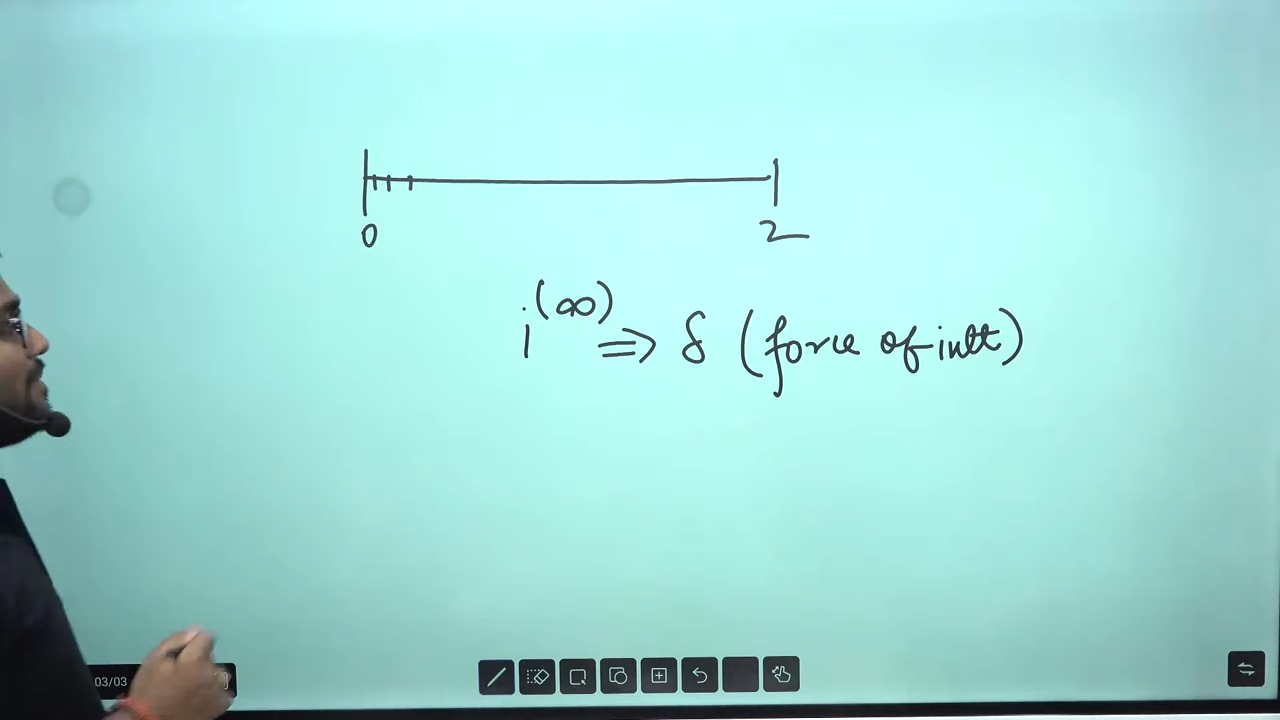 0 2
i^(∞) ⇒ δ (force of intt)
03/03